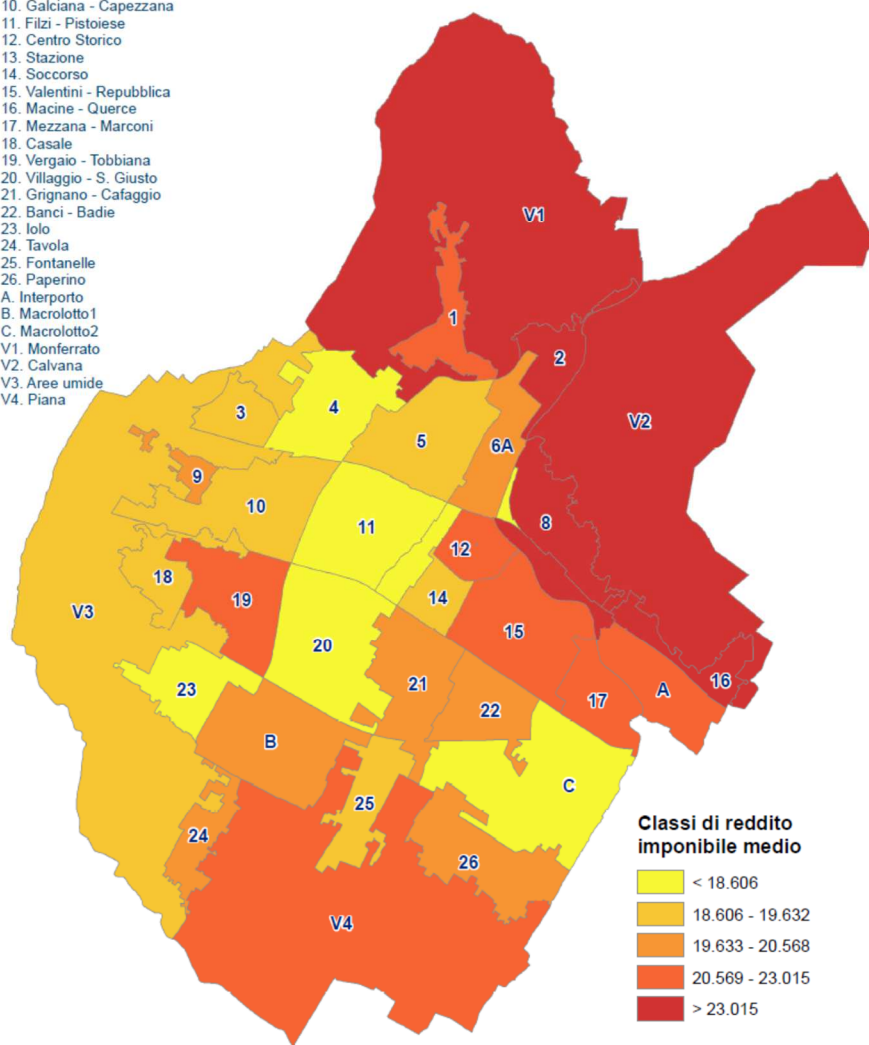 10. Galciana - Capezzana
11. Filzi - Pistoiese
12. Centro Storico
13. Stazione
14. Soccorso
15. Valentini - Repubblica
16. Macine - Querce
17. Mezzana - Marconi
18. Casale
19. Vergaio - Tobbiana
20. Villaggio - S. Giusto
21. Grignano - Cafaggio
22. Banci - Badie
23. Iolo
24. Tavola
25. Fontanelle
26. Paperino
A. Interporto
B. Macrolotto1
C. Macrolotto2
V1. Monferrato
V2. Calvana
V3. Aree umide
V4. Piana
V1
1
2
4
3
V2
5
6A
9
10
8
11
12
18
14
19
V3
15
20
16
21
A
23
17
22
B
C
25
24
26
V4
Classi di reddito
imponibile medio
< 18.606
18.606 - 19.632
19.633 - 20.568
20.569 - 23.015
> 23.015